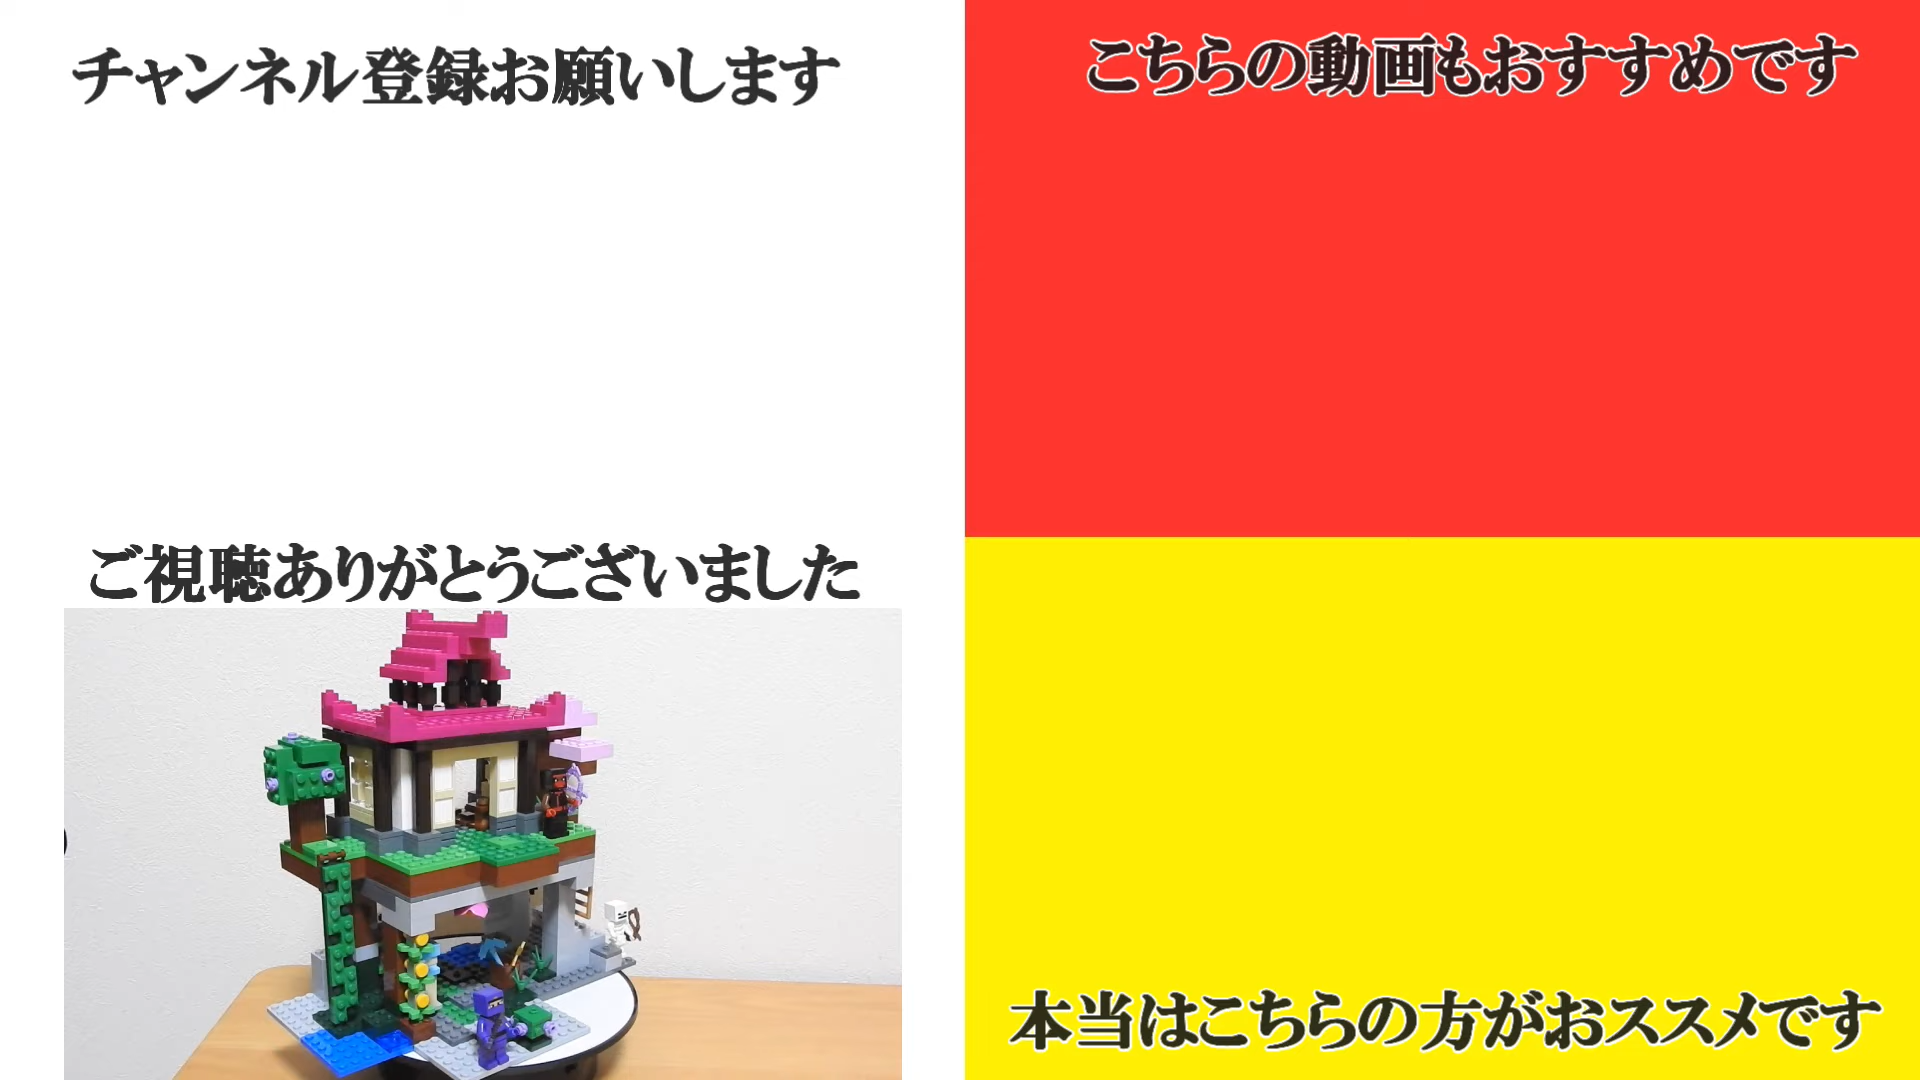 チャンネル登録お願いします
こちらの動画もおすすめです
ご視聴ありがとうございました
本当はこちらの方がおススメです